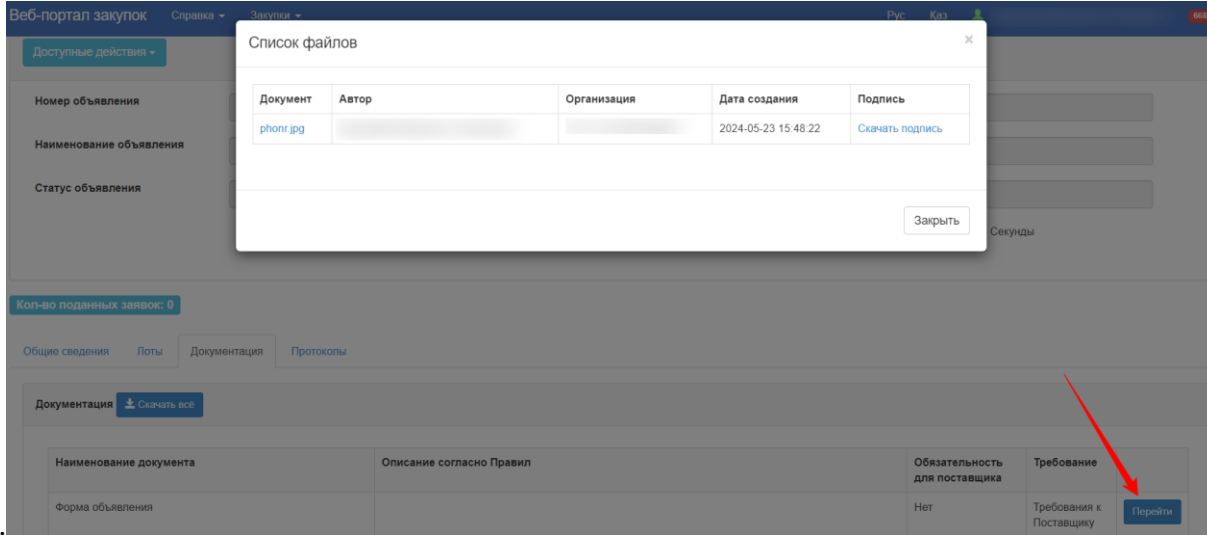 Веб-портал закупок Справка Закупки Рус Қаз
Список файлов ×
Доступные действия
Документ Автор Организация Дата создания Подпись
phonr.jpg 2024-05-23 15:48:22 Скачать подпись
Номер объявления
Наименование объявления
Статус объявления
Закрыть
Секунды
Кол-во поданных заявок: 0
Общие сведения Лоты Документация Протоколы
Документация Скачать всё
Наименование документа Описание согласно Правил Обязательность для поставщика Требование
Форма объявления Нет Требования к Поставщику Перейти